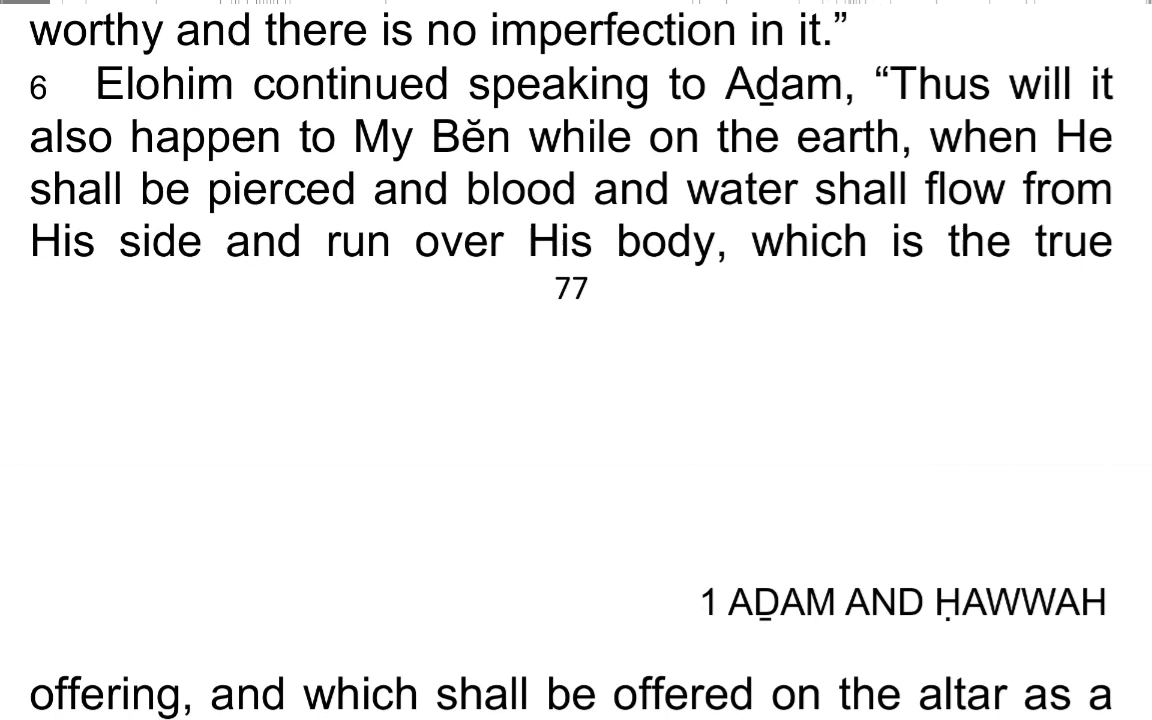 worthy and there is no imperfection in it.”
6 Elohim continued speaking to Aḏam, “Thus will it
also happen to My Bĕn while on the earth, when He
shall be pierced and blood and water shall flow from
His side and run over His body, which is the true
77
1 AḎAM AND ḤAWWAH
offering, and which shall be offered on the altar as a